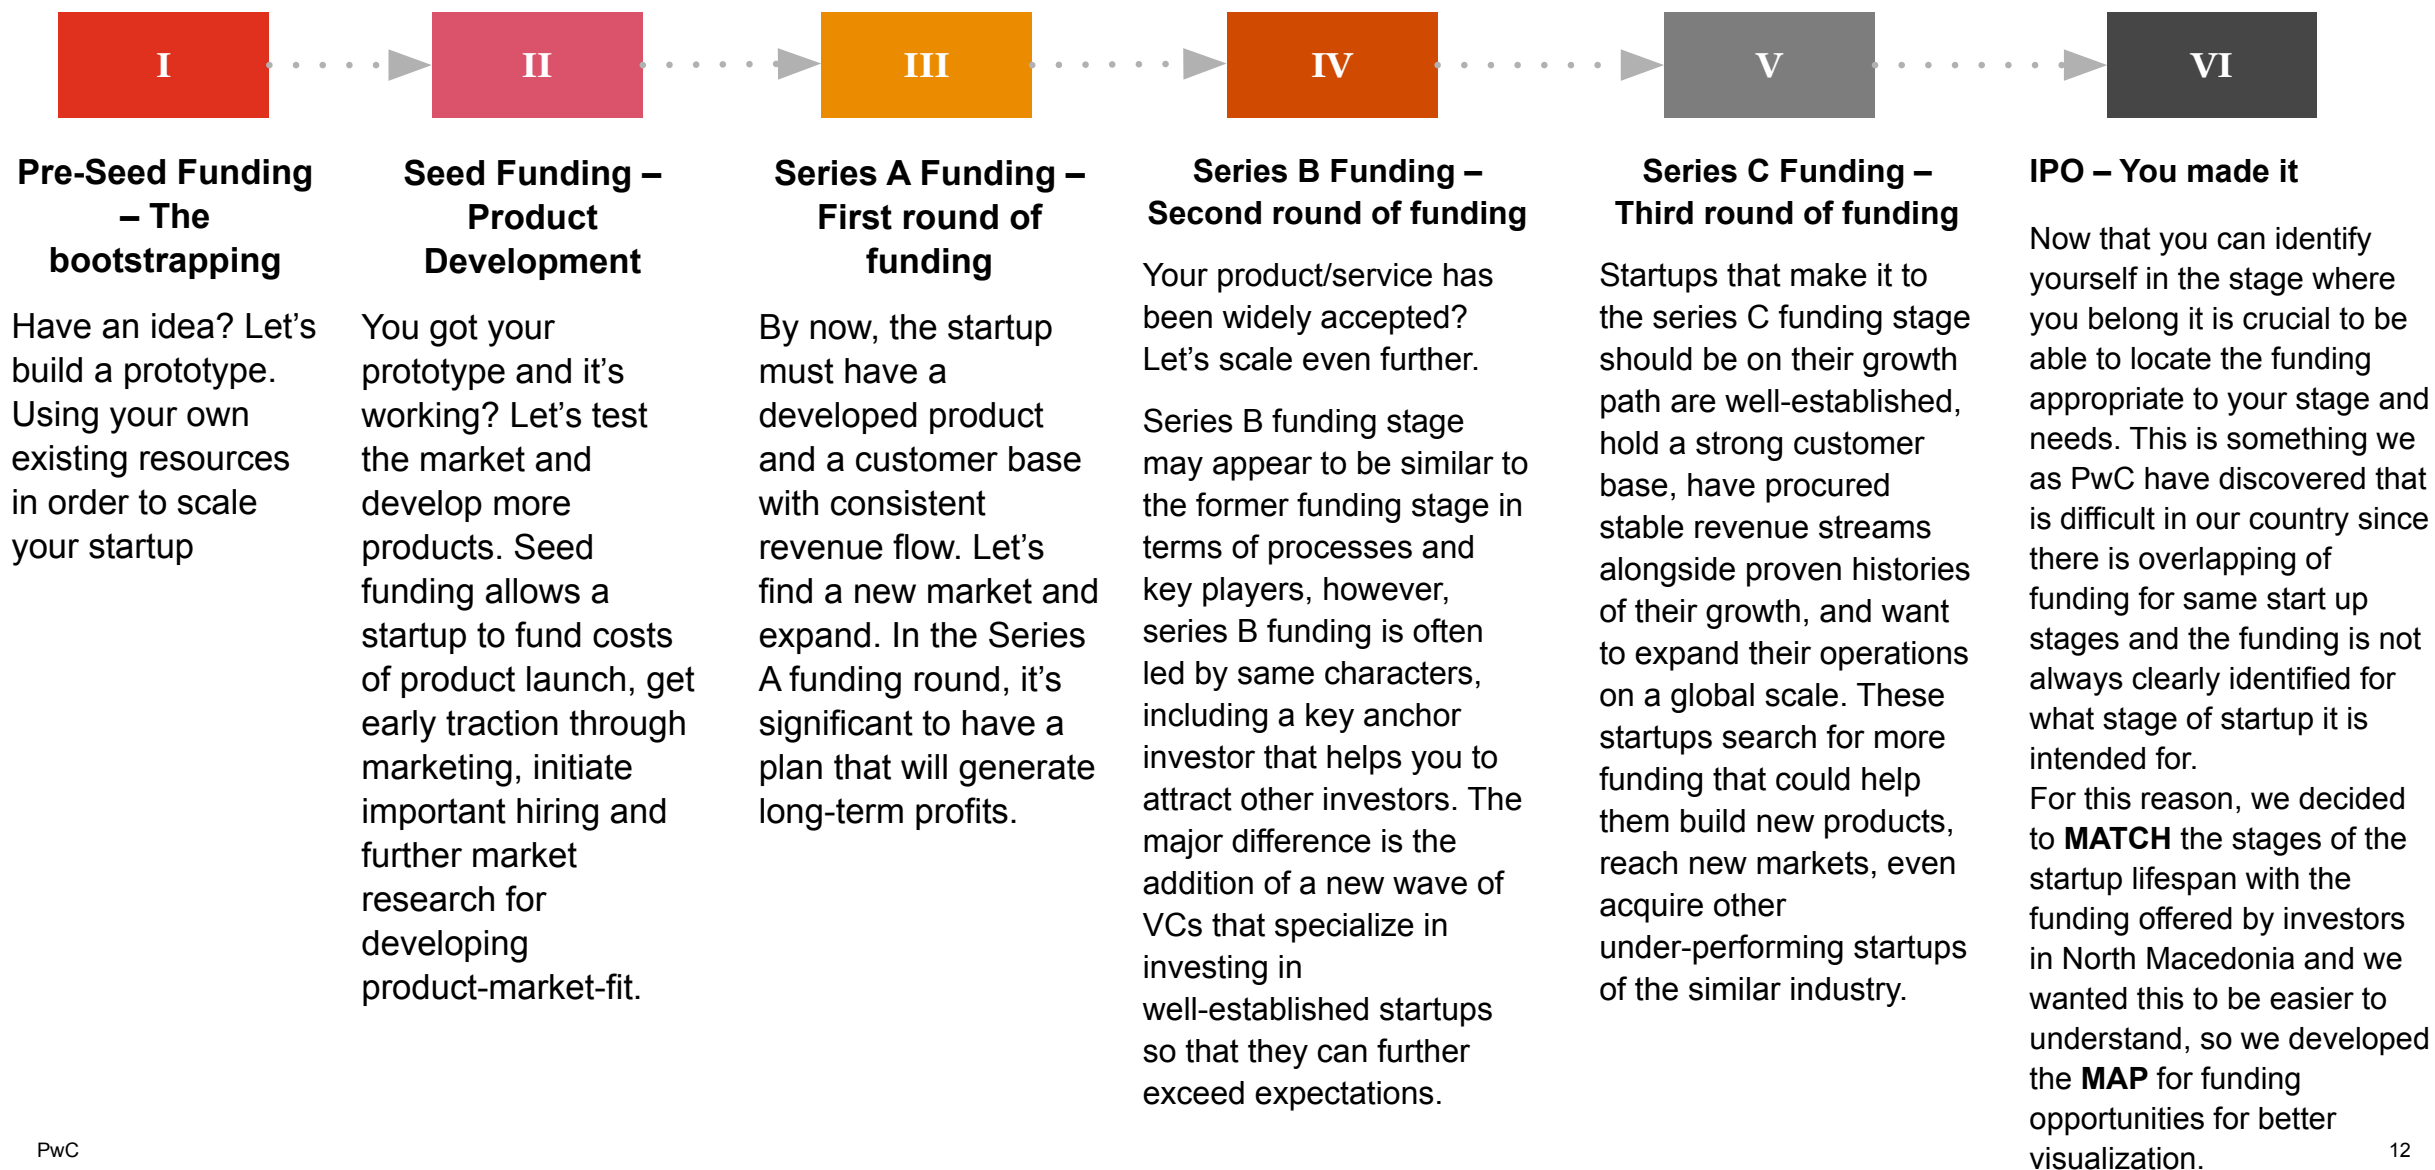 I
II
III
IV
V
VI
Pre-Seed Funding
– The
bootstrapping
Have an idea? Let’s
build a prototype.
Using your own
existing resources
in order to scale
your startup
Seed Funding –
Product
Development
You got your
prototype and it’s
working? Let’s test
the market and
develop more
products. Seed
funding allows a
startup to fund costs
of product launch, get
early traction through
marketing, initiate
important hiring and
further market
research for
developing
product-market-fit.
Series A Funding –
First round of
funding
By now, the startup
must have a
developed product
and a customer base
with consistent
revenue flow. Let’s
find a new market and
expand. In the Series
A funding round, it’s
significant to have a
plan that will generate
long-term profits.
Series B Funding –
Second round of funding
Your product/service has
been widely accepted?
Let’s scale even further.
Series B funding stage
may appear to be similar to
the former funding stage in
terms of processes and
key players, however,
series B funding is often
led by same characters,
including a key anchor
investor that helps you to
attract other investors. The
major difference is the
addition of a new wave of
VCs that specialize in
investing in
well-established startups
so that they can further
exceed expectations.
Series C Funding –
Third round of funding
Startups that make it to
the series C funding stage
should be on their growth
path are well-established,
hold a strong customer
base, have procured
stable revenue streams
alongside proven histories
of their growth, and want
to expand their operations
on a global scale. These
startups search for more
funding that could help
them build new products,
reach new markets, even
acquire other
under-performing startups
of the similar industry.
IPO – You made it
Now that you can identify
yourself in the stage where
you belong it is crucial to be
able to locate the funding
appropriate to your stage and
needs. This is something we
as PwC have discovered that
is difficult in our country since
there is overlapping of
funding for same start up
stages and the funding is not
always clearly identified for
what stage of startup it is
intended for.
For this reason, we decided
to MATCH the stages of the
startup lifespan with the
funding offered by investors
in North Macedonia and we
wanted this to be easier to
understand, so we developed
the MAP for funding
opportunities for better
visualization.
PwC
12